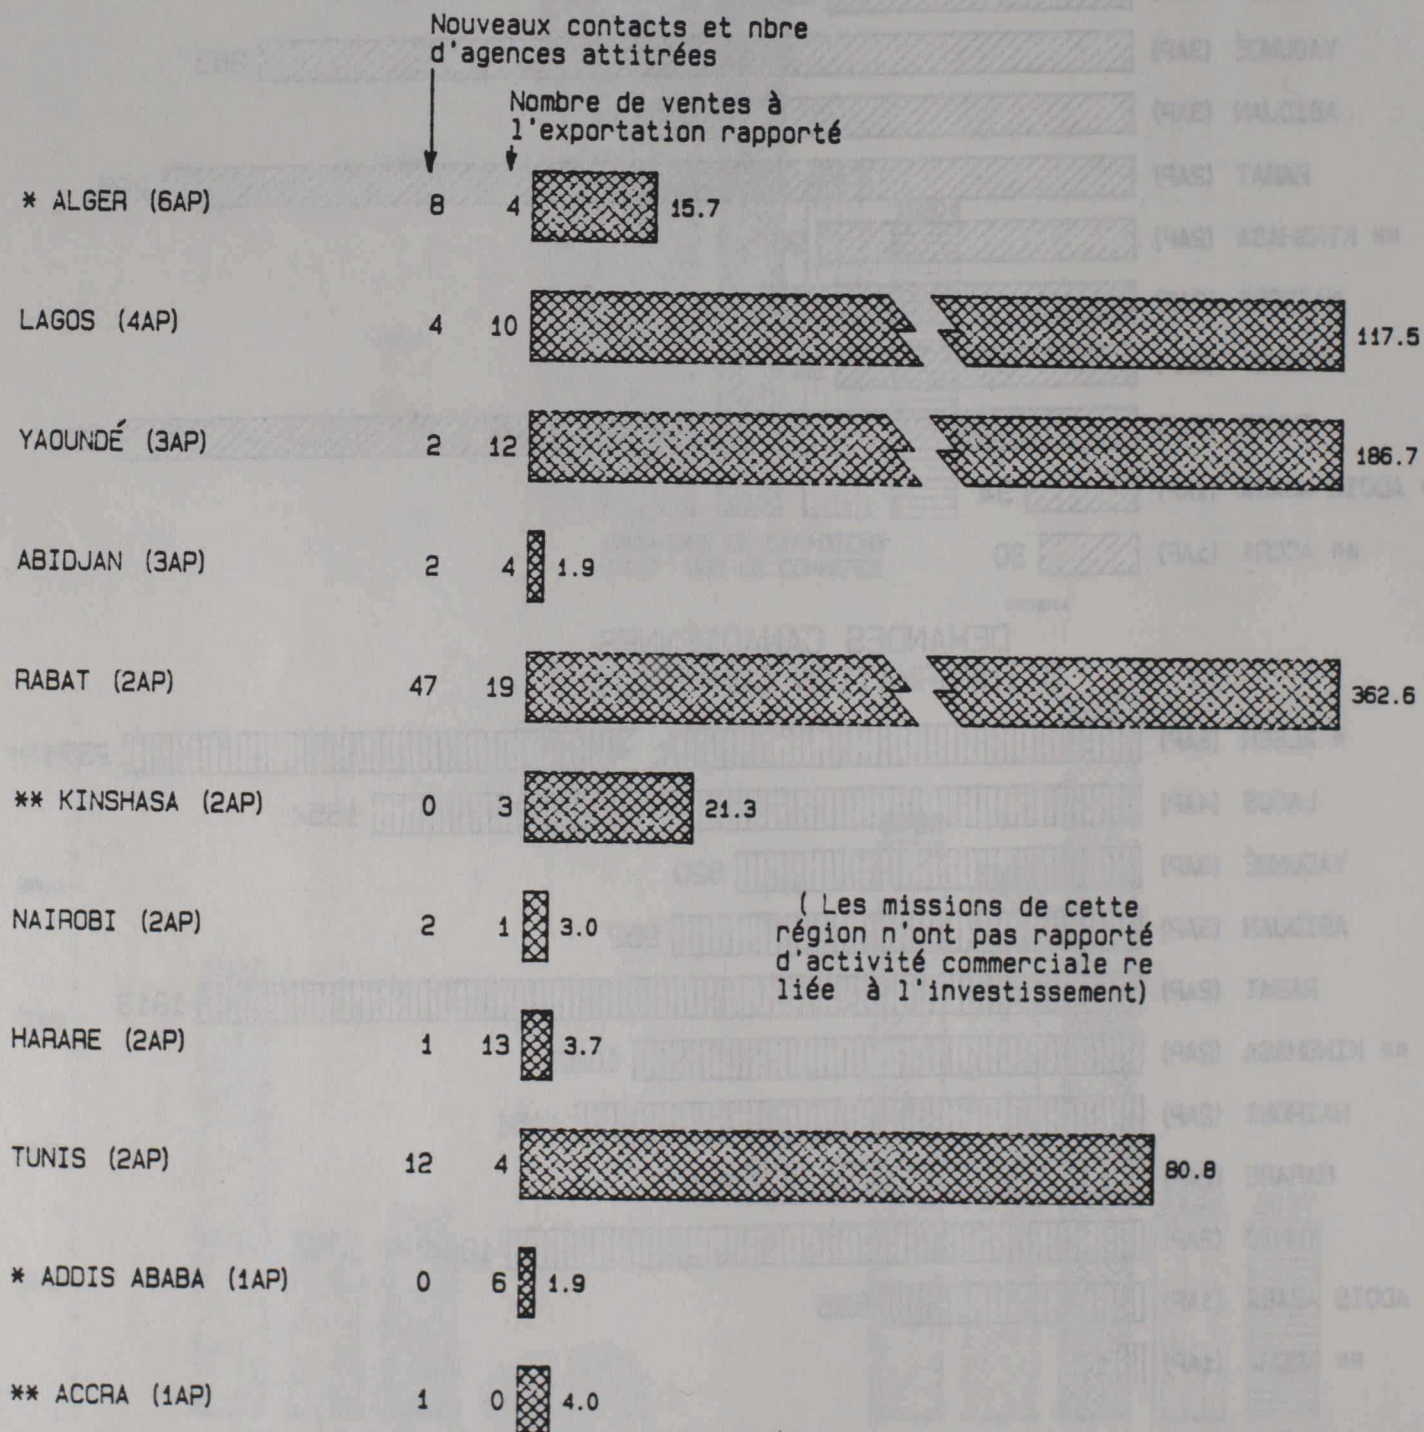 Nouveaux contacts et nbre
d'agences attitrées
Nombre de ventes à
l'exportation rapporté
* ALGER (6AP) 8 4 15.7
LAGOS (4AP) 4 10 117.5
YAOUNDÉ (3AP) 2 12 186.7
ABIDJAN (3AP) 2 4 1.9
RABAT (2AP) 47 19 362.6
** KINSHASA (2AP) 0 3 21.3
NAIROBI (2AP) 2 1 3.0
( Les missions de cette
région n'ont pas rapporté
d'activité commerciale re
liée à l'investissement)
HARARE (2AP) 1 13 3.7
TUNIS (2AP) 12 4 80.8
* ADDIS ABABA (1AP) 0 6 1.9
** ACCRA (1AP) 1 0 4.0